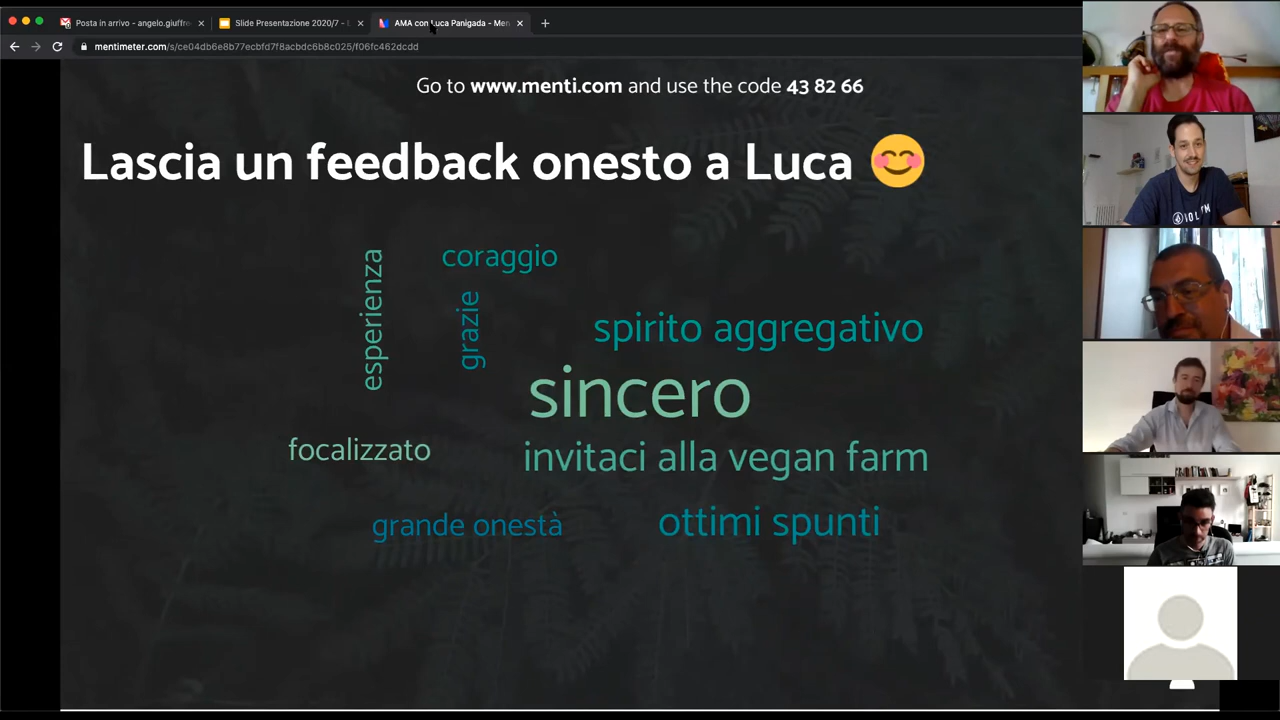 Posta in arrivo - angelo.giuffre
Slide Presentazione 2020/7 -
AMA con Luca Panigada - Men
mentimeter.com/s/ce04db6e8b77ecbfd7f8acbdc6b8c025/f06fc462dcdd
Go to www.menti.com and use the code 43 82 66
Lascia un feedback onesto a Luca 😊
esperienza
coraggio
grazie
spirito aggregativo
sincero
focalizzato
invitaci alla vegan farm
grande onestà
ottimi spunti